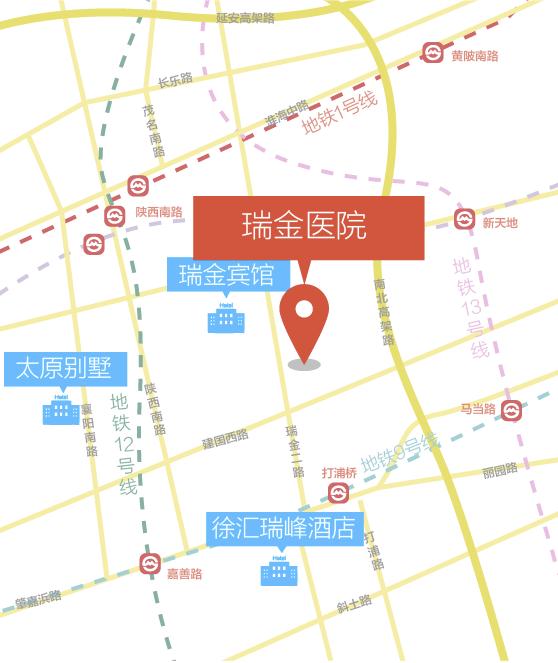 延安高架路
黄陂南路
长乐路
地铁1号线
淮海中路
茂名南路
陕西南路
瑞金医院
新天地
瑞金宾馆
Hotel
地铁13号线
南北高架路
太原别墅
Hotel
襄阳南路
地铁12号线
陕西南路
马当路
建国西路
瑞金二路
地铁9号线
打浦桥
丽园路
徐汇瑞峰酒店
Hotel
打浦路
嘉善路
肇嘉浜路
斜土路